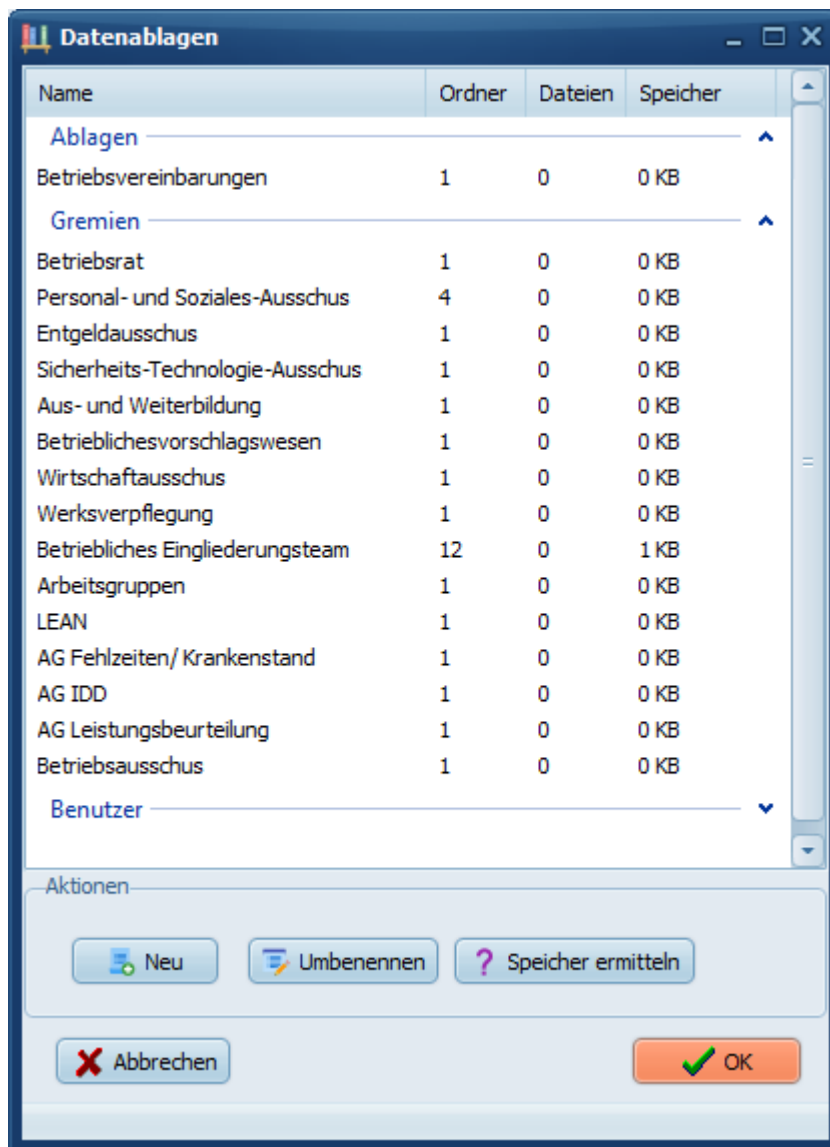 Datenablagen
Name Ordner Dateien Speicher
Ablagen
Betriebsvereinbarungen 1 0 0 KB
Gremien
Betriebsrat 1 0 0 KB
Personal- und Soziales-Ausschus 4 0 0 KB
Entgeldausschus 1 0 0 KB
Sicherheits-Technologie-Ausschus 1 0 0 KB
Aus- und Weiterbildung 1 0 0 KB
Betrieblichesvorschlagswesen 1 0 0 KB
Wirtschaftausschus 1 0 0 KB
Werksverpflegung 1 0 0 KB
Betriebliches Eingliederungsteam 12 0 1 KB
Arbeitsgruppen 1 0 0 KB
LEAN 1 0 0 KB
AG Fehlzeiten/ Krankenstand 1 0 0 KB
AG IDD 1 0 0 KB
AG Leistungsbeurteilung 1 0 0 KB
Betriebsausschus 1 0 0 KB
Benutzer
Aktionen
Neu Umbenennen ? Speicher ermitteln
Abbrechen OK